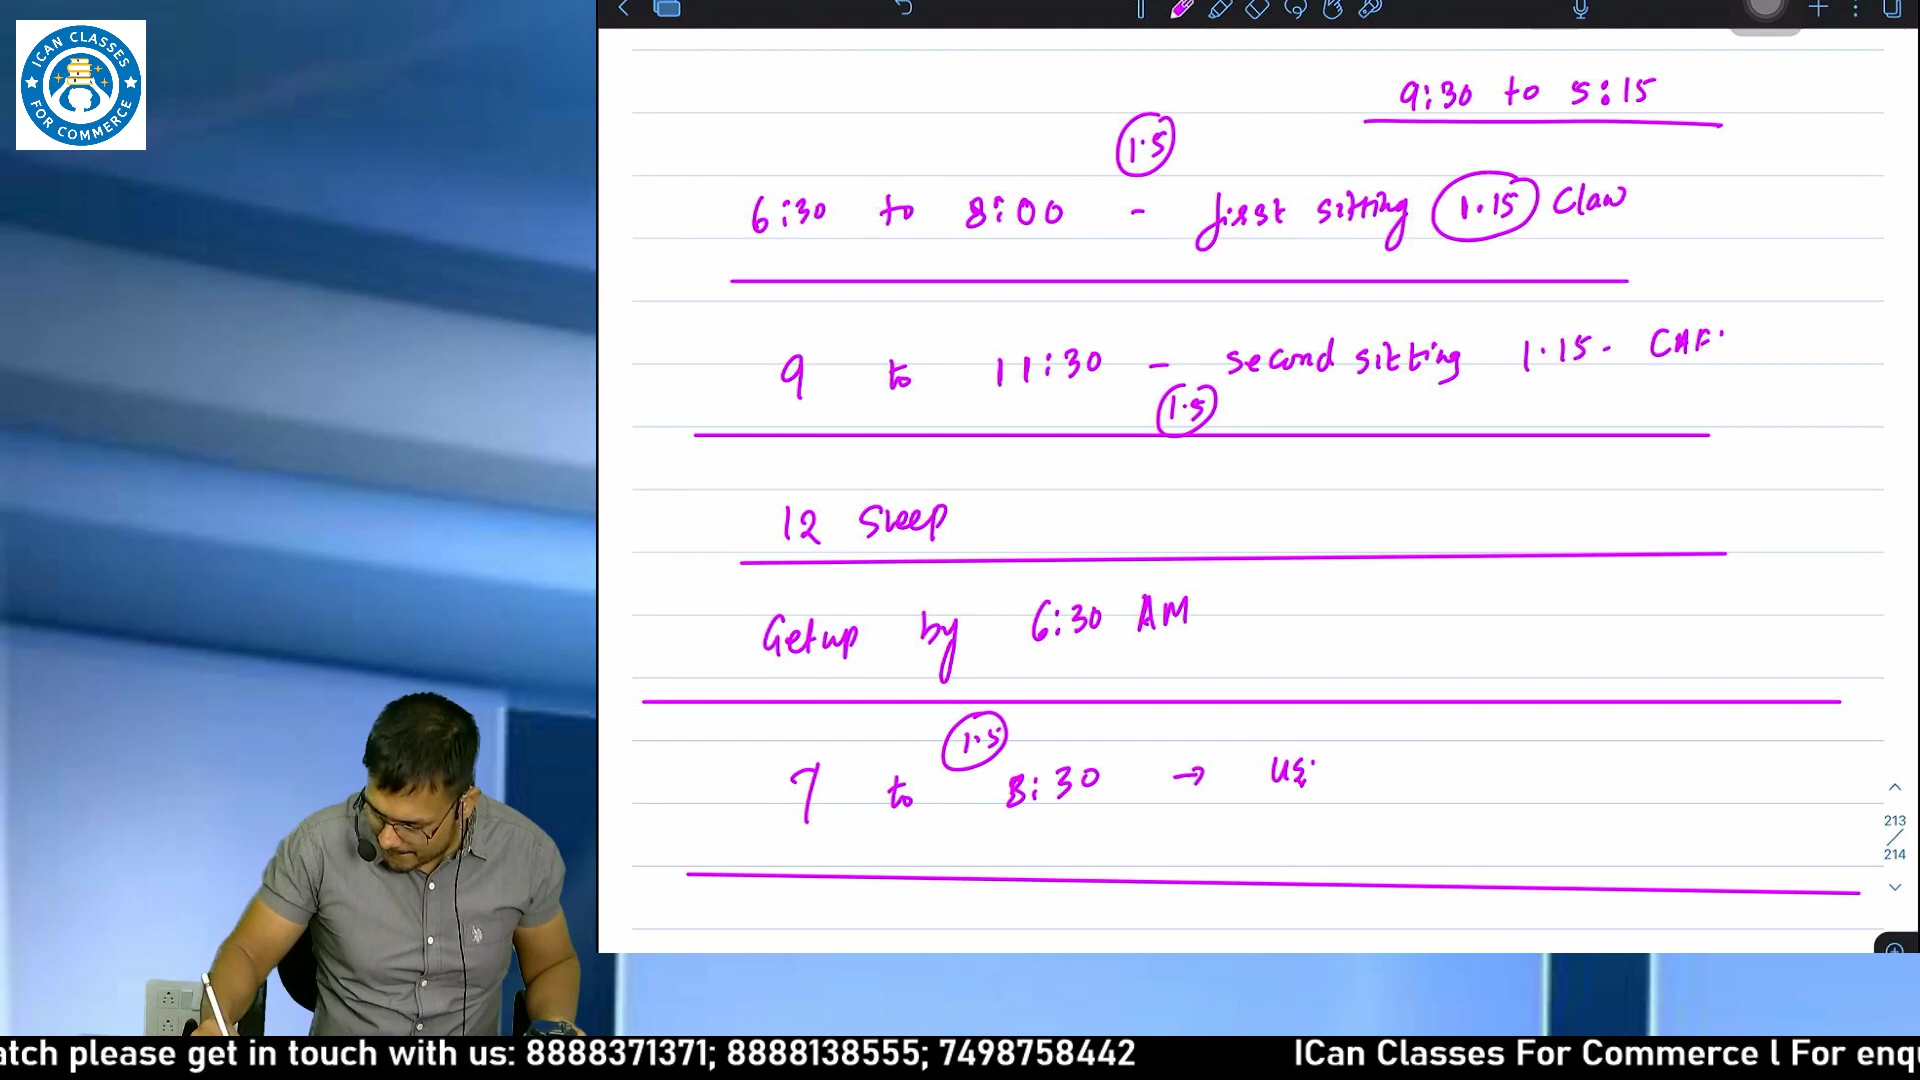 ICAN CLASSES
FOR COMMERCE
9:30 to 5:15
1.5
6:30 to 8:00 - first sitting 1.15 Claw
9 to 11:30 - second sitting 1.15- CAF.
1.5
12 Sleep
Getup by 6:30 AM
1.5
7 to 8:30 →
213
214
atch please get in touch with us: 8888371371; 8888138555; 7498758442 ICan Classes For Commerce l For enqu